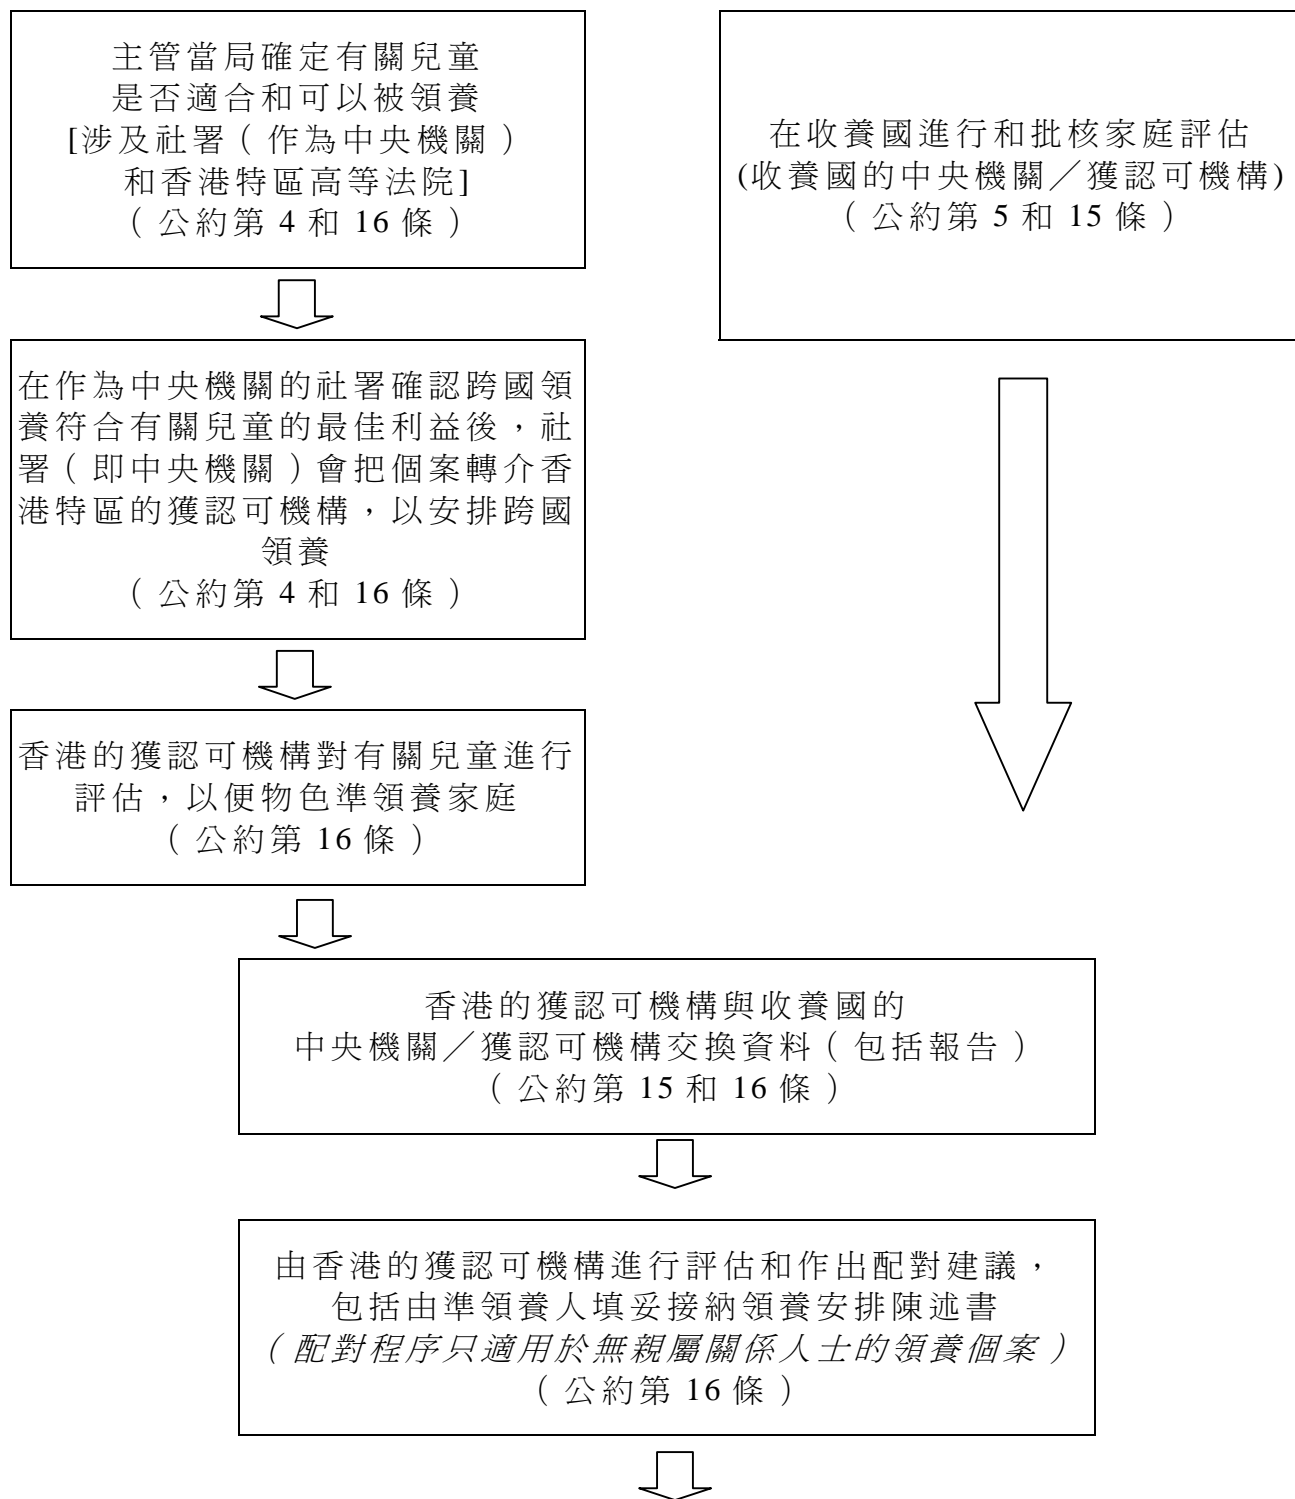 主管當局確定有關兒童
是否適合和可以被領養
[涉及社署（作為中央機關）
和香港特區高等法院]
（公約第 4 和 16 條）
在收養國進行和批核家庭評估
(收養國的中央機關／獲認可機構)
（公約第 5 和 15 條）
在作為中央機關的社署確認跨國領
養符合有關兒童的最佳利益後，社
署（即中央機關）會把個案轉介香
港特區的獲認可機構，以安排跨國
領養
（公約第 4 和 16 條）
香港的獲認可機構對有關兒童進行
評估，以便物色準領養家庭
（公約第 16 條）
香港的獲認可機構與收養國的
中央機關／獲認可機構交換資料（包括報告）
（公約第 15 和 16 條）
由香港的獲認可機構進行評估和作出配對建議，
包括由準領養人填妥接納領養安排陳述書
（配對程序只適用於無親屬關係人士的領養個案）
（公約第 16 條）